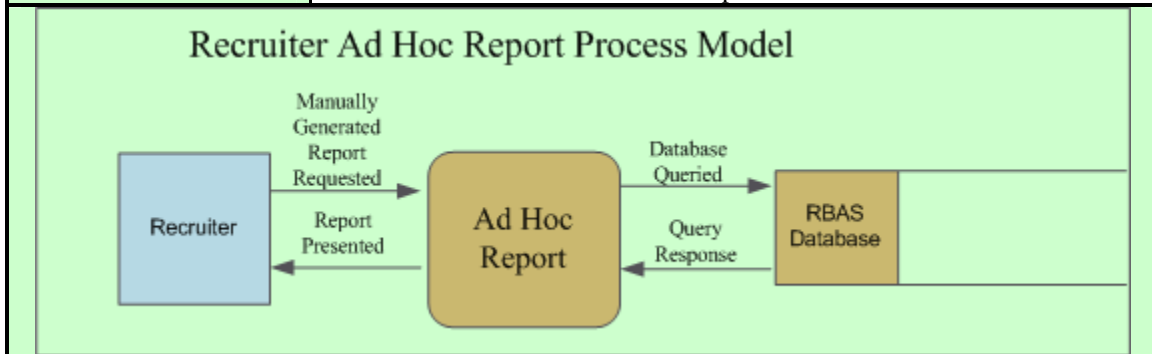 Recruiter Ad Hoc Report Process Model
Manually
Generated
Report
Requested
Database
Queried
Recruiter
Report
Presented
Ad Hoc
Report
Query
Response
RBAS
Database